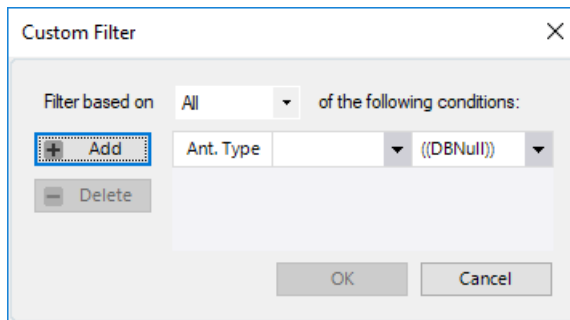 Custom Filter
Filter based on All of the following conditions:
Add Ant. Type ((DBNull))
Delete
OK Cancel